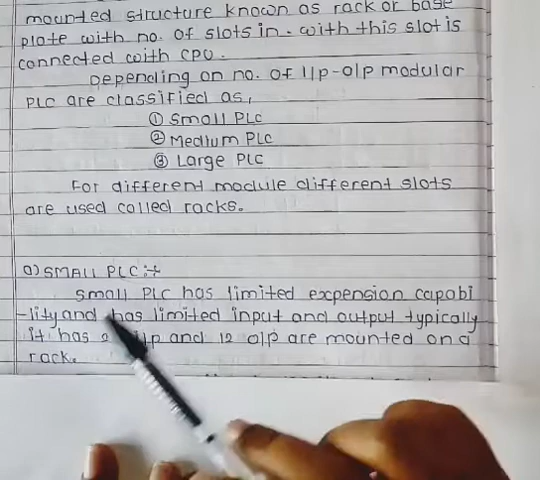 mounted structure known as rack or base
plate with no. of slots in. with this slot is
connected with CPU.
Depending on no. of I/p-o/p modular
PLC are classified as,
① Small PLC
② Medium PLC
③ Large PLC
For different module different slots
are used called racks.
a) SMALL PLC :+
small PLC has limited expension capabi
-lity and has limited input and output typically
it has i/p and 12 o/p are mounted on a
rack.